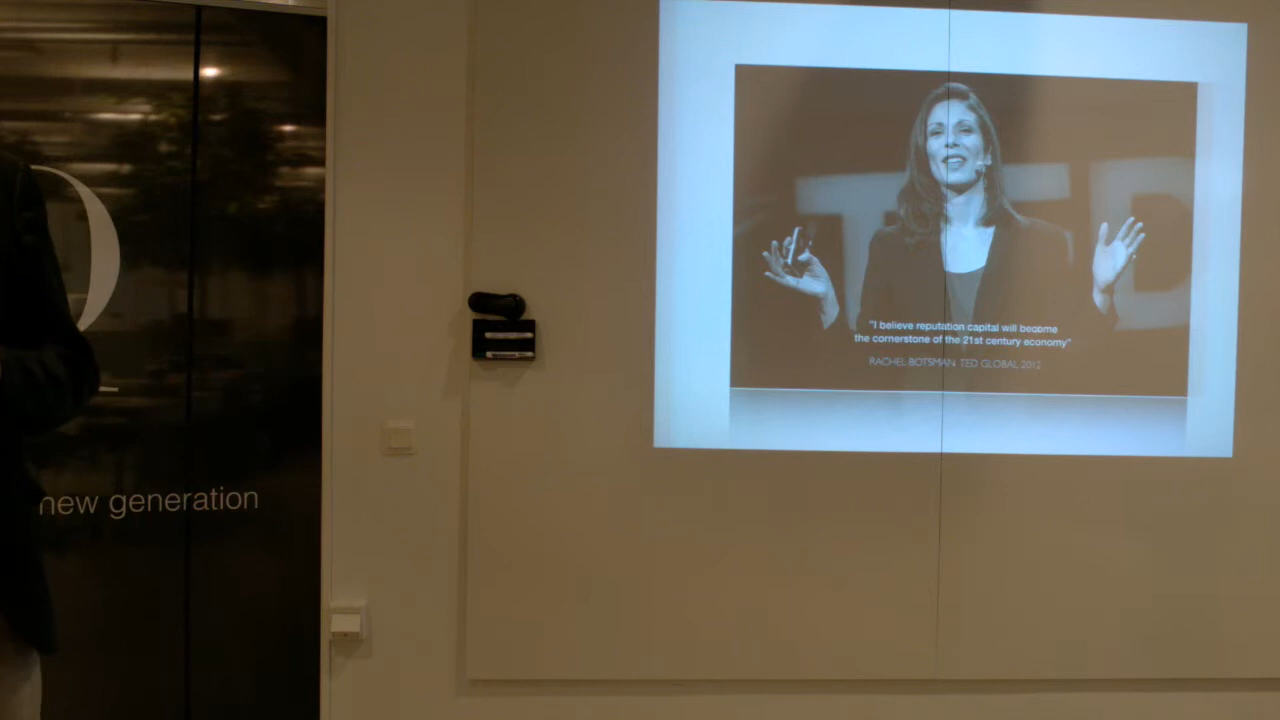 TED
"I believe reputation capital will become
the cornerstone of the 21st century economy"
RACHEL BOTSMAN TED GLOBAL 2012
new generation